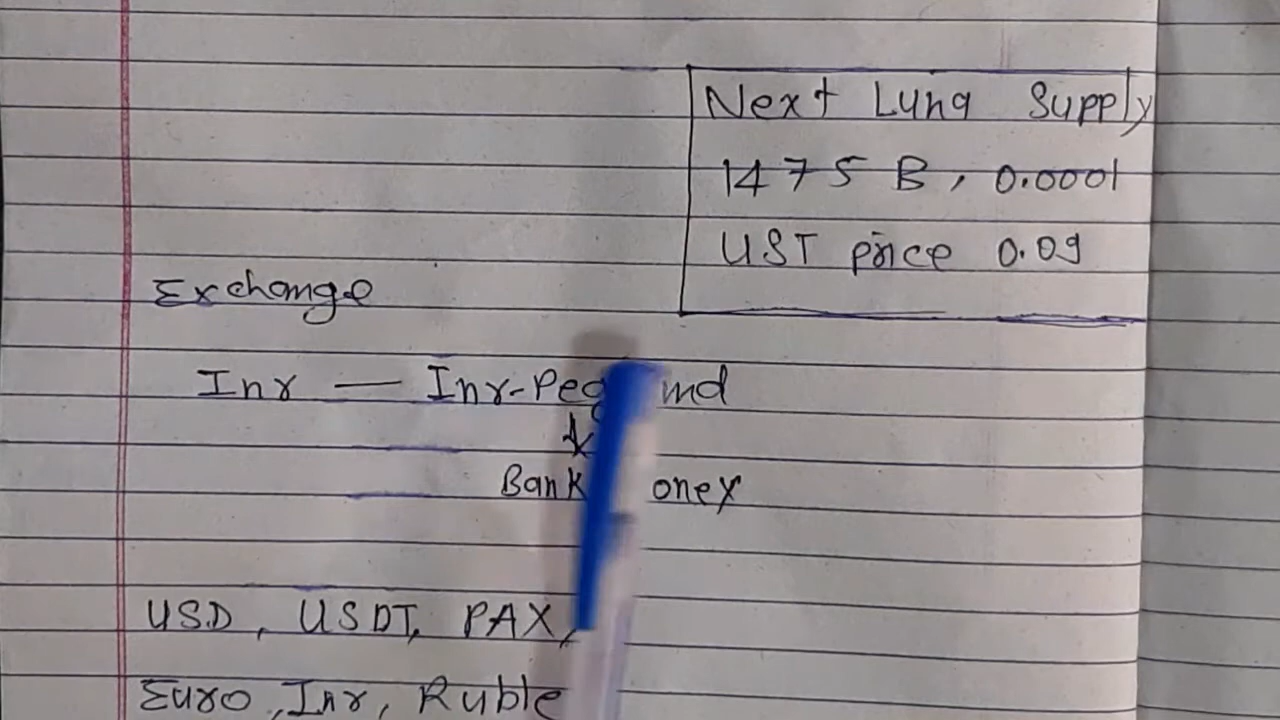 Next Luna Supply
1475 B, 0.0001
UST price 0.09
Exchange
Inr — Inr-Peg
Bank
USD, USDT, PAX,
Euro, Inr, Ruble